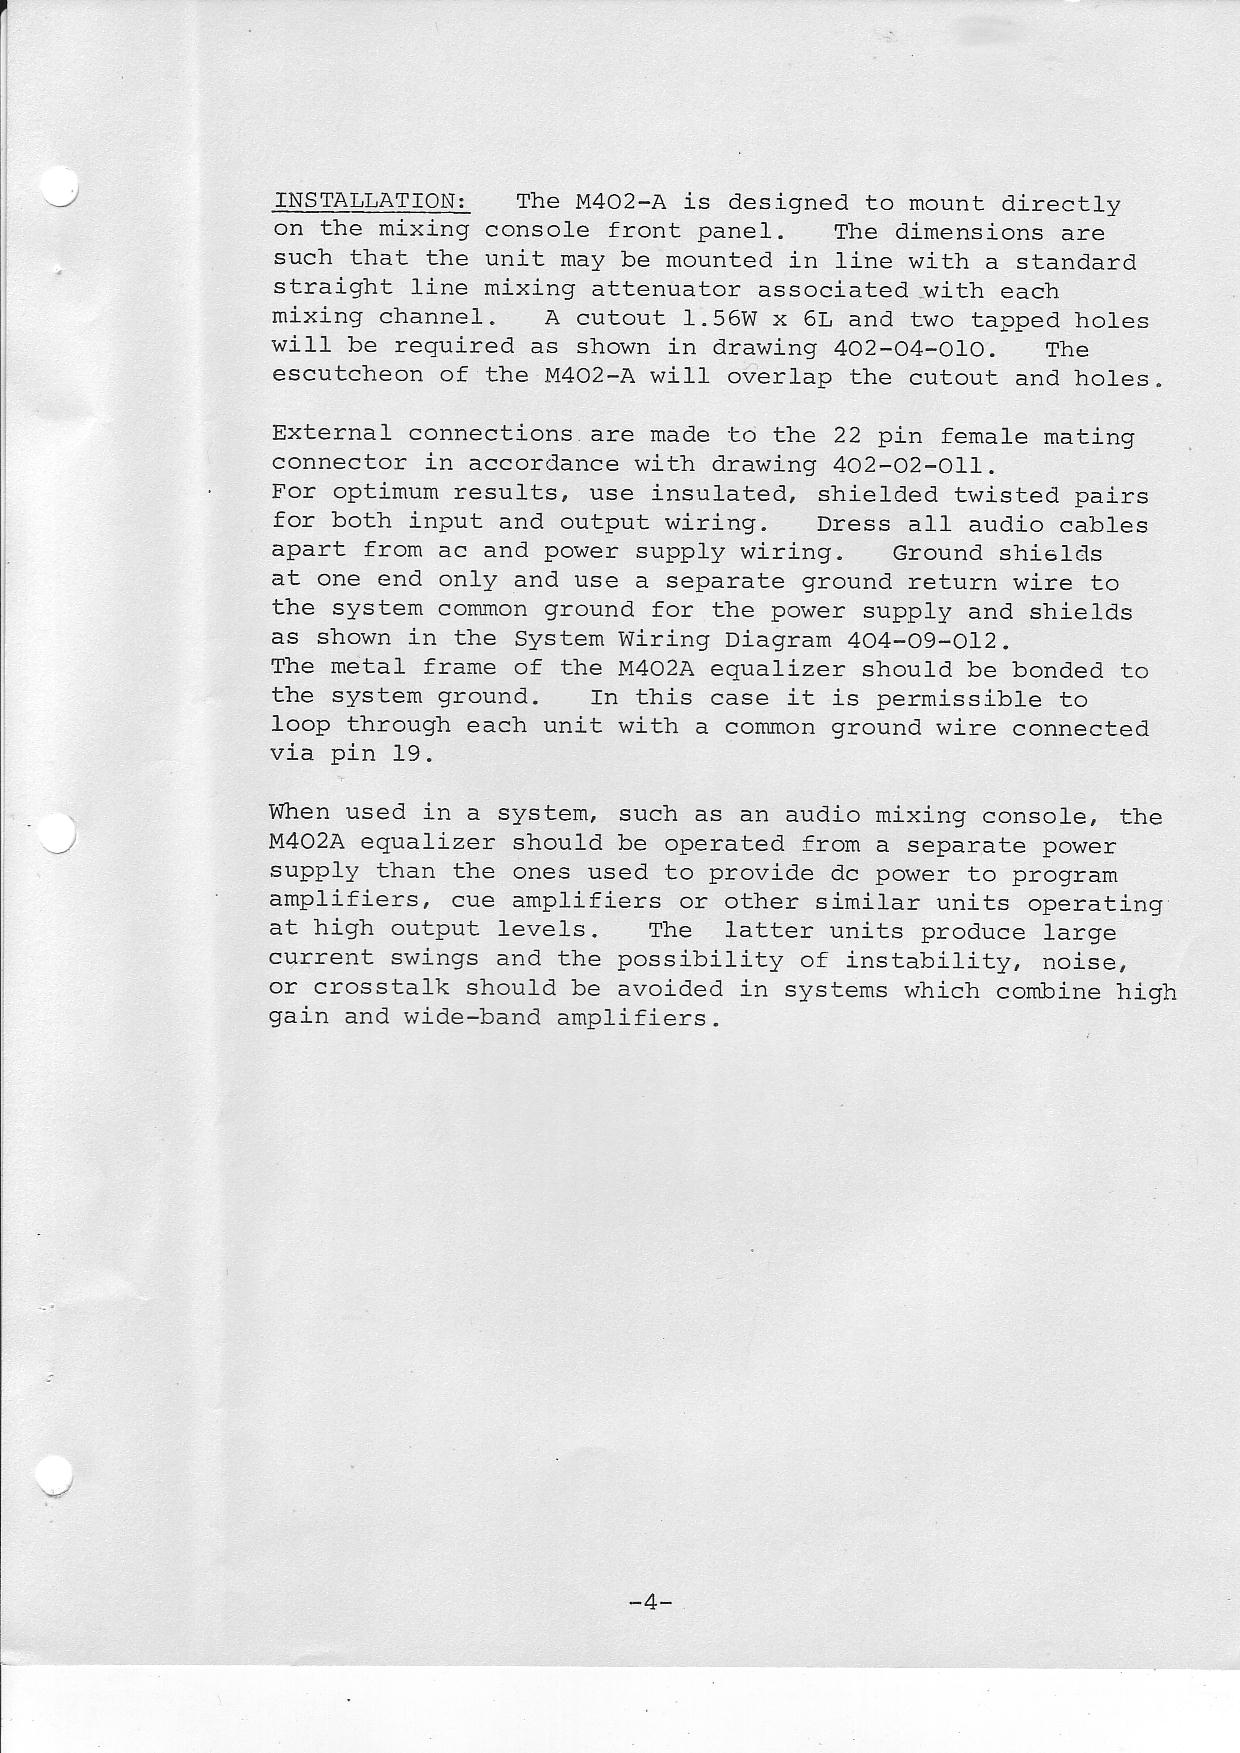 INSTALLATION: The M402-A is designed to mount directly
on the mixing console front panel. The dimensions are
such that the unit may be mounted in line with a standard
straight line mixing attenuator associated with each
mixing channel. A cutout 1.56W x 6L and two tapped holes
will be required as shown in drawing 402-04-010. The
escutcheon of the M402-A will overlap the cutout and holes.
External connections are made to the 22 pin female mating
connector in accordance with drawing 402-02-011.
For optimum results, use insulated, shielded twisted pairs
for both input and output wiring. Dress all audio cables
apart from ac and power supply wiring. Ground shields
at one end only and use a separate ground return wire to
the system common ground for the power supply and shields
as shown in the System Wiring Diagram 404-09-012.
The metal frame of the M402A equalizer should be bonded to
the system ground. In this case it is permissible to
loop through each unit with a common ground wire connected
via pin 19.
When used in a system, such as an audio mixing console, the
M402A equalizer should be operated from a separate power
supply than the ones used to provide dc power to program
amplifiers, cue amplifiers or other similar units operating
at high output levels. The latter units produce large
current swings and the possibility of instability, noise,
or crosstalk should be avoided in systems which combine high
gain and wide-band amplifiers.
-4-